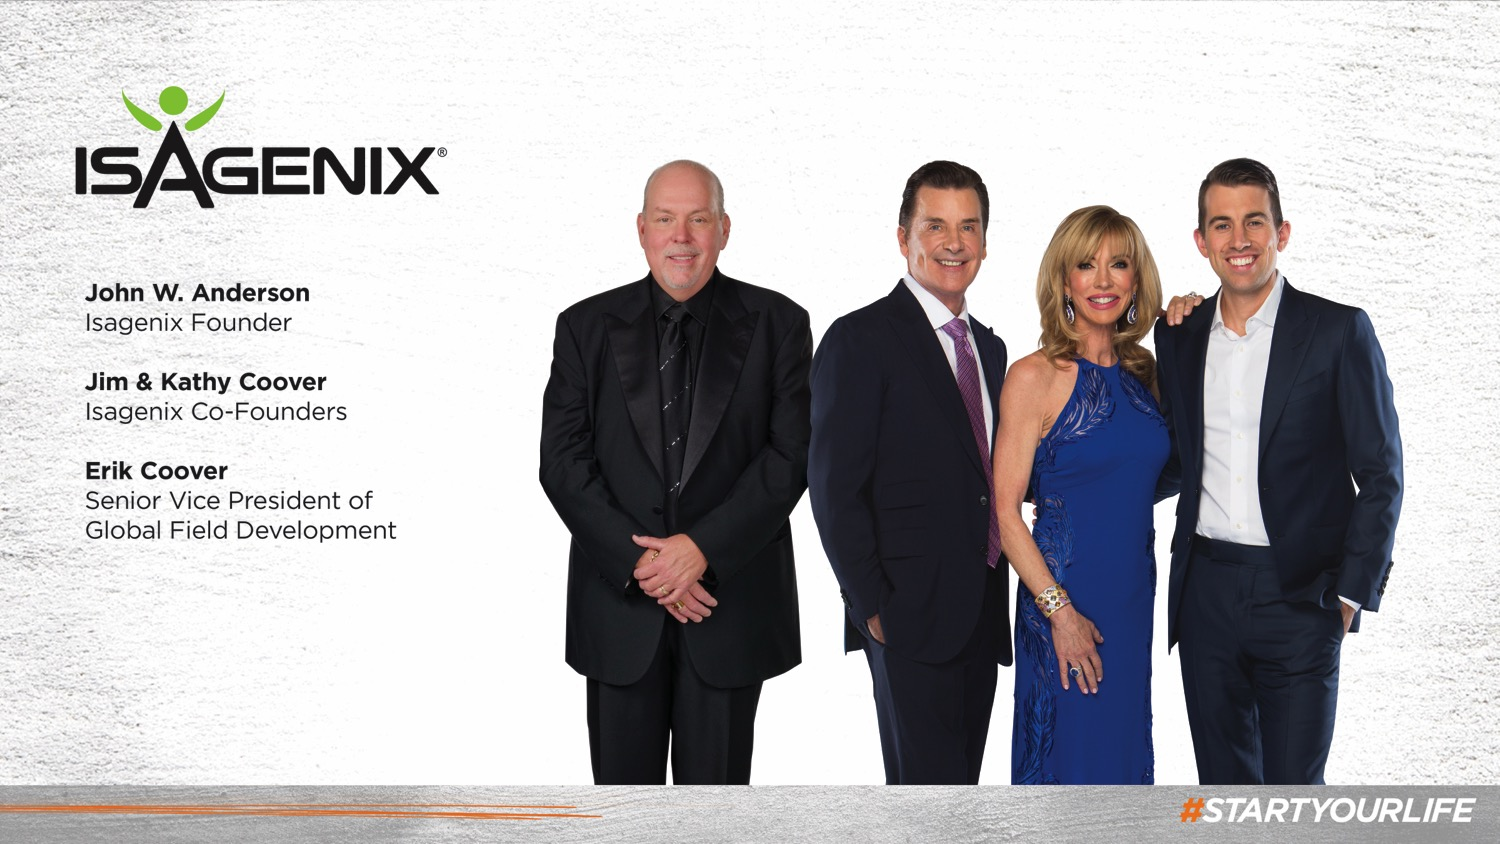 ISAGENIX®
John W. Anderson
Isagenix Founder
Jim & Kathy Coover
Isagenix Co-Founders
Erik Coover
Senior Vice President of
Global Field Development
#STARTYOURLIFE